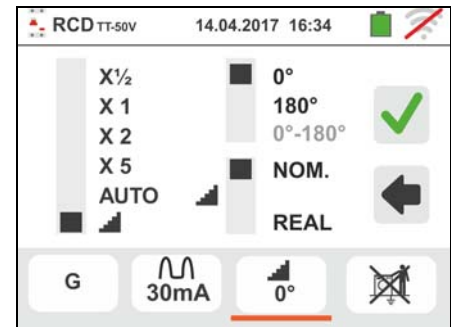 RCD TT-50V 14.04.2017 16:34
X½ 0°
X 1 180°
X 2 0°-180°
X 5 NOM.
AUTO
REAL
G 30mA 0°